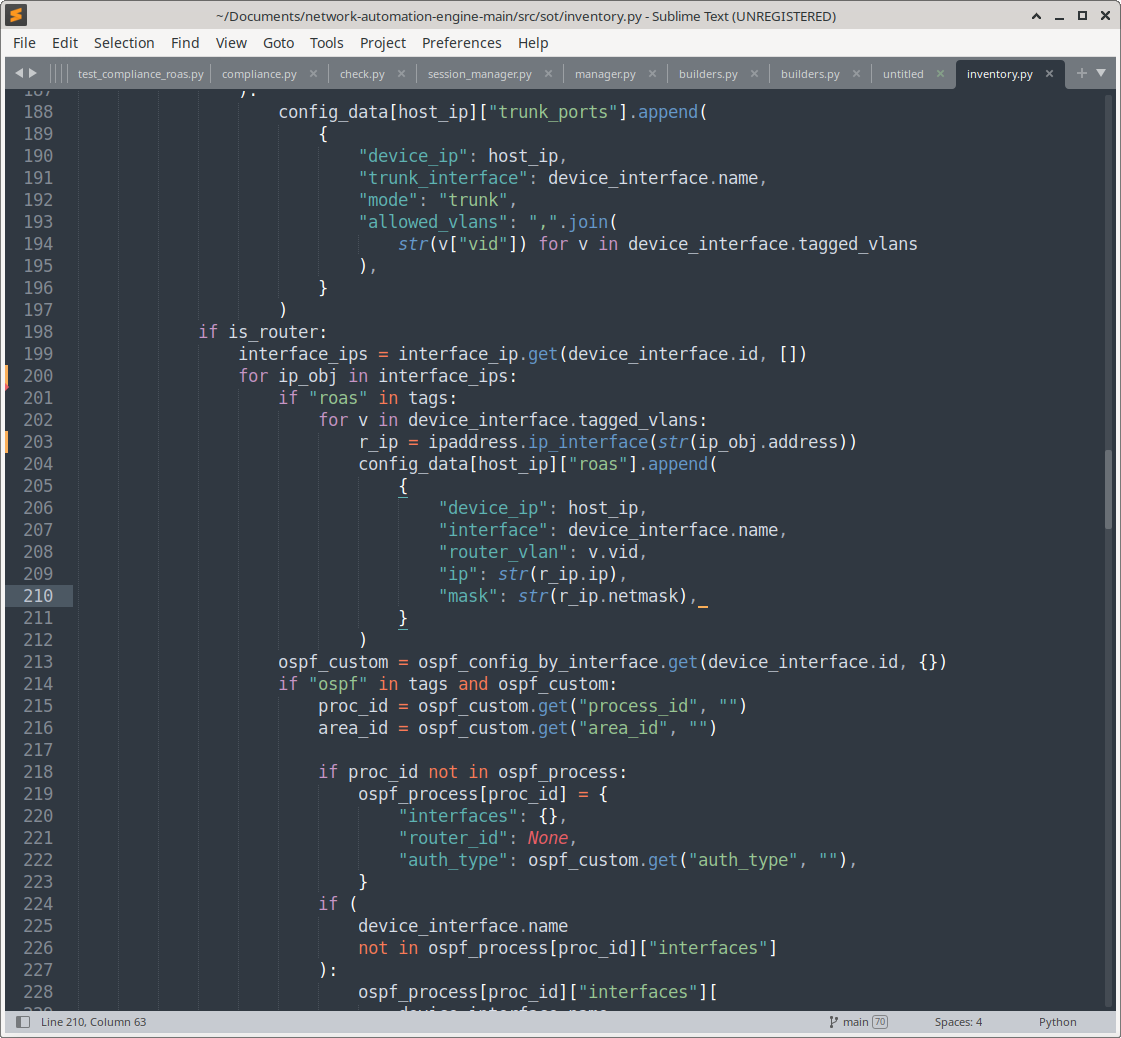 ~/Documents/network-automation-engine-main/src/sot/inventory.py - Sublime Text (UNREGISTERED)
File Edit Selection Find View Goto Tools Project Preferences Help
test_compliance_roas.py compliance.py × check.py × session_manager.py × manager.py × builders.py × builders.py × untitled × inventory.py ×
187 ):
188 config_data[host_ip]["trunk_ports"].append(
189 {
190 "device_ip": host_ip,
191 "trunk_interface": device_interface.name,
192 "mode": "trunk",
193 "allowed_vlans": ",".join(
194 str(v["vid"]) for v in device_interface.tagged_vlans
195 ),
196 }
197 )
198 if is_router:
199 interface_ips = interface_ip.get(device_interface.id, [])
200 for ip_obj in interface_ips:
201 if "roas" in tags:
202 for v in device_interface.tagged_vlans:
203 r_ip = ipaddress.ip_interface(str(ip_obj.address))
204 config_data[host_ip]["roas"].append(
205 {
206 "device_ip": host_ip,
207 "interface": device_interface.name,
208 "router_vlan": v.vid,
209 "ip": str(r_ip.ip),
210 "mask": str(r_ip.netmask),
211 }
212 )
213 ospf_custom = ospf_config_by_interface.get(device_interface.id, {})
214 if "ospf" in tags and ospf_custom:
215 proc_id = ospf_custom.get("process_id", "")
216 area_id = ospf_custom.get("area_id", "")
217
218 if proc_id not in ospf_process:
219 ospf_process[proc_id] = {
220 "interfaces": {},
221 "router_id": None,
222 "auth_type": ospf_custom.get("auth_type", ""),
223 }
224 if (
225 device_interface.name
226 not in ospf_process[proc_id]["interfaces"]
227 ):
228 ospf_process[proc_id]["interfaces"][
229 device_interface.name
Line 210, Column 63 main 70 Spaces: 4 Python